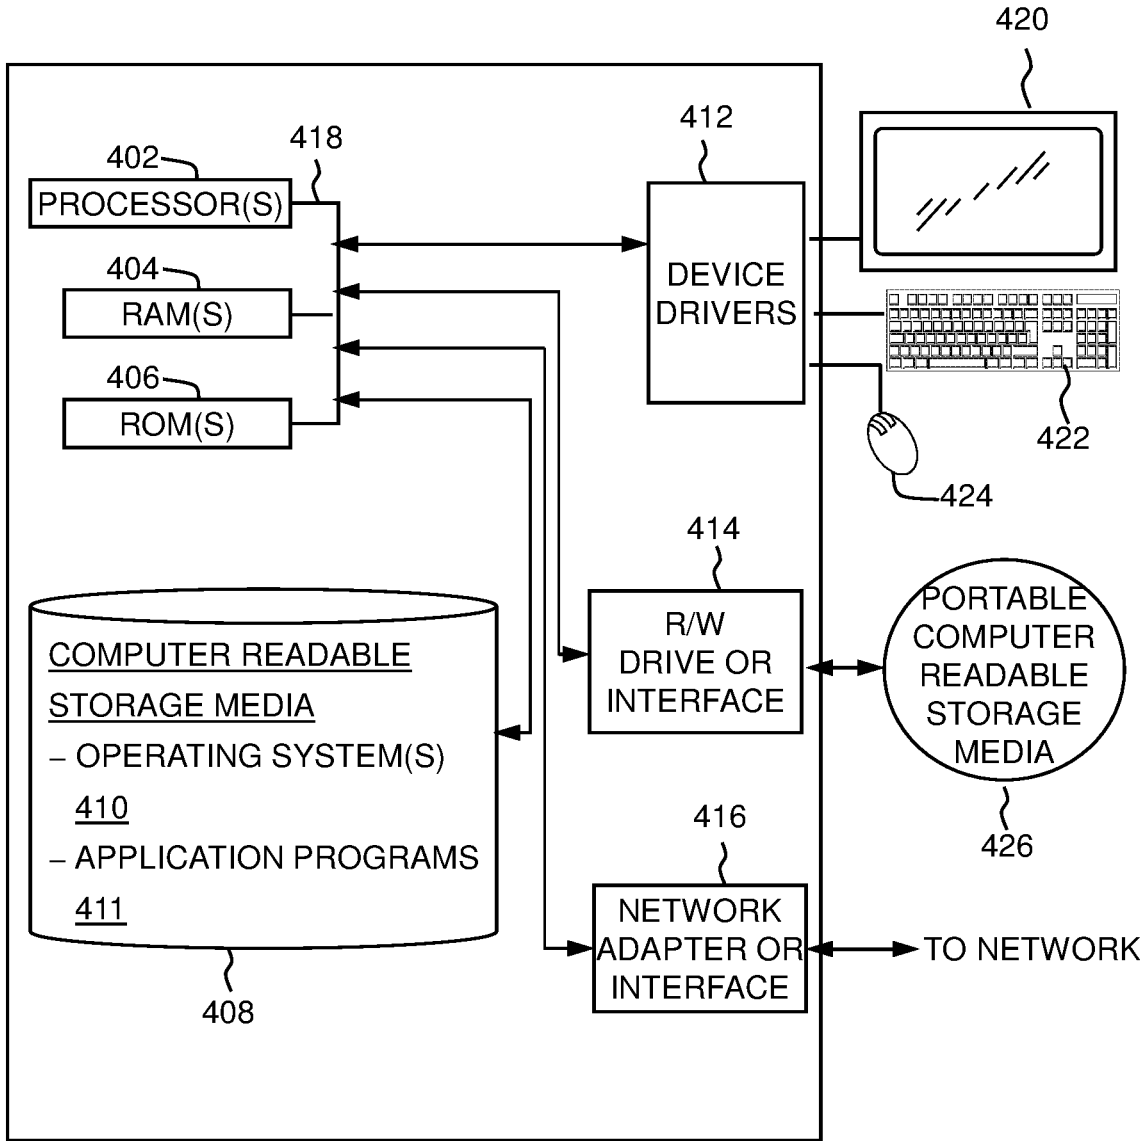 420
412
418
402
PROCESSOR(S)
404
RAM(S)
406
ROM(S)
DEVICE
DRIVERS
422
424
414
R/W
DRIVE OR
INTERFACE
PORTABLE
COMPUTER
READABLE
STORAGE
MEDIA
426
COMPUTER READABLE
STORAGE MEDIA
– OPERATING SYSTEM(S)
410
– APPLICATION PROGRAMS
411
408
416
NETWORK
ADAPTER OR
INTERFACE
TO NETWORK